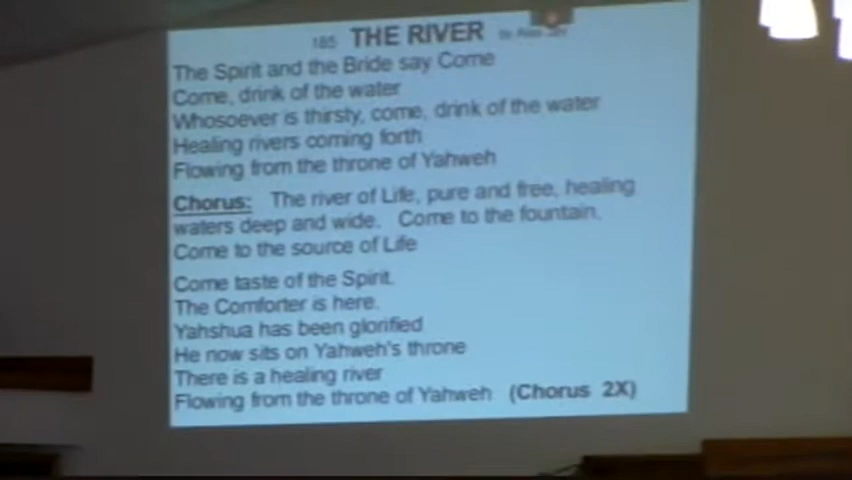 185 THE RIVER by
The Spirit and the Bride say Come
Come, drink of the water
Whosoever is thirsty, come, drink of the water
Healing rivers coming forth
Flowing from the throne of Yahweh
Chorus: The river of Life, pure and free, healing
waters deep and wide. Come to the fountain.
Come to the source of Life
Come taste of the Spirit.
The Comforter is here.
Yahshua has been glorified
He now sits on Yahweh's throne
There is a healing river
Flowing from the throne of Yahweh (Chorus 2X)